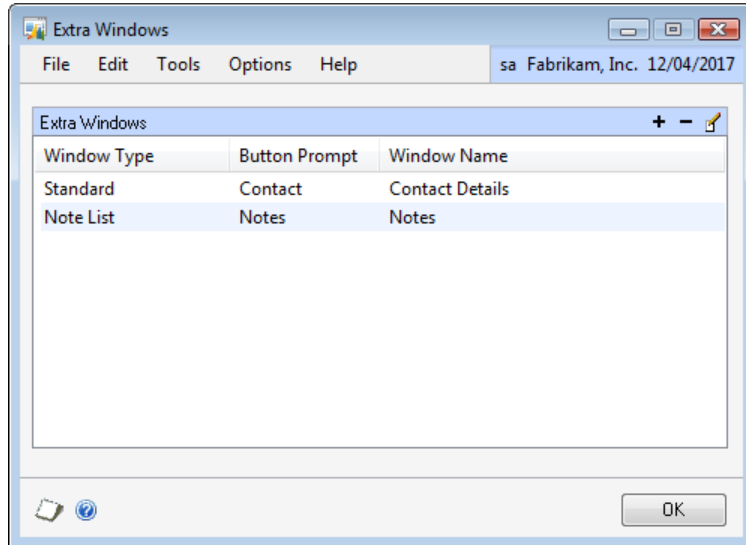 Extra Windows
File Edit Tools Options Help sa Fabrikam, Inc. 12/04/2017
Extra Windows
Window Type Button Prompt Window Name
Standard Contact Contact Details
Note List Notes Notes
OK